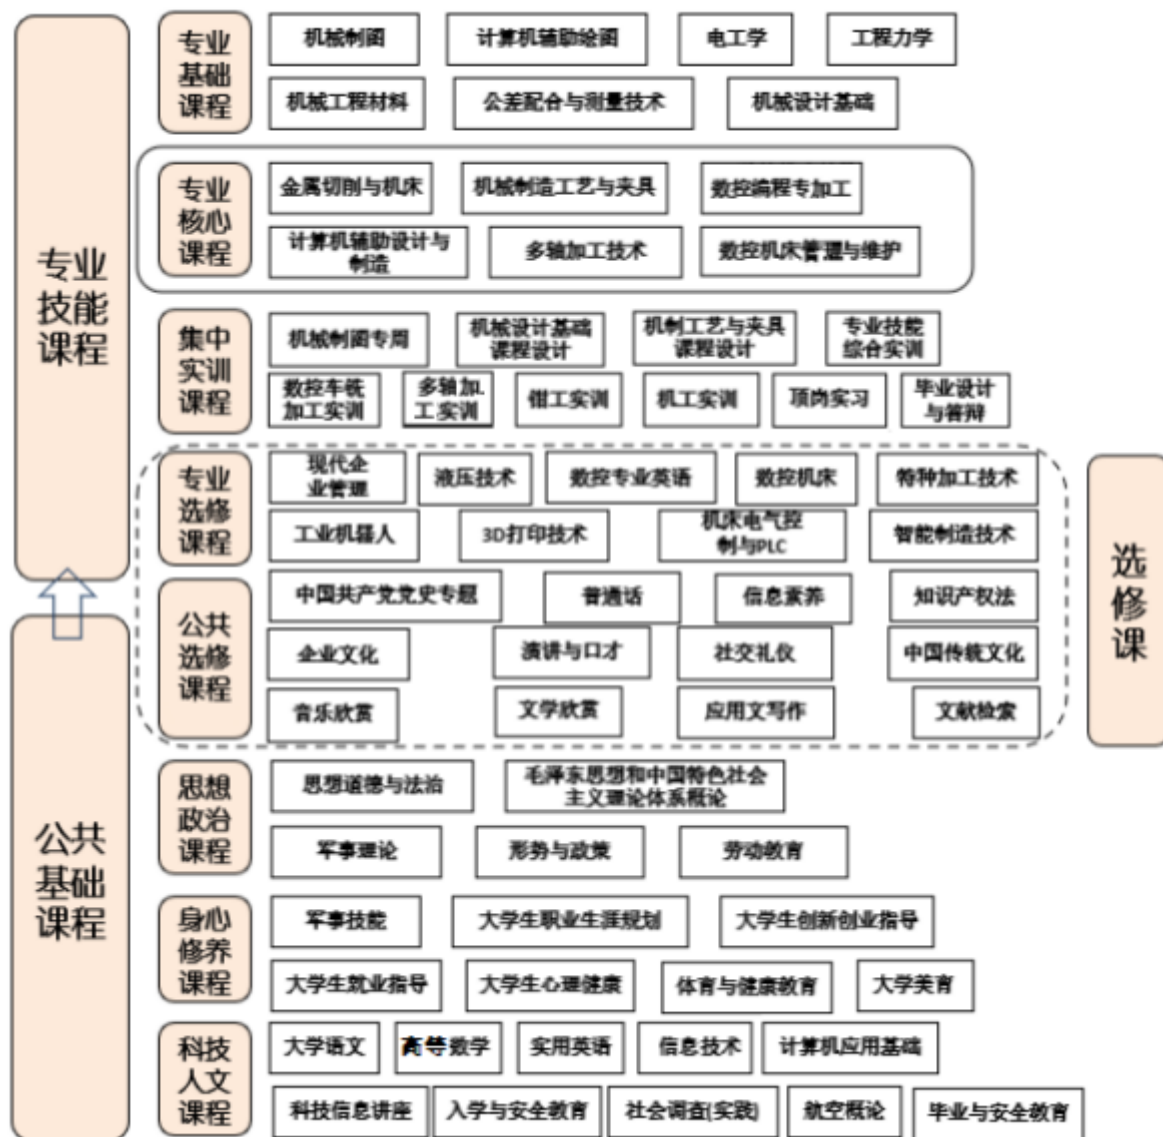 专业
技能
课程
专业
基础
课程
机械制图
计算机辅助绘图
电工学
工程力学
机械工程材料
公差配合与测量技术
机械设计基础
专业
核心
课程
金属切削与机床
机械制造工艺与夹具
数控编程专加工
计算机辅助设计与
制造
多轴加工技术
数控机床管理与维护
集中
实训
课程
机械制图专周
机械设计基础
课程设计
机制工艺与夹具
课程设计
专业技能
综合实训
数控车铣
加工实训
多轴加.
工实训
钳工实训
机工实训
顶岗实习
毕业设计
与答辩
专业
选修
课程
现代企
业管理
液压技术
数控专业英语
数控机床
特种加工技术
工业机器人
3D打印技术
机床电气控
制与PLC
智能制造技术
选
修
课
公共
选修
课程
中国共产党党史专题
普通话
信息素养
知识产权法
企业文化
演讲与口才
社交礼仪
中国传统文化
音乐欣赏
文学欣赏
应用文写作
文献检索
公共
基础
课程
思想
政治
课程
思想道德与法治
毛泽东思想和中国特色社会
主义理论体系概论
军事理论
形势与政策
劳动教育
身心
修养
课程
军事技能
大学生职业生涯规划
大学生创新创业指导
大学生就业指导
大学生心理健康
体育与健康教育
大学美育
科技
人文
课程
大学语文
高等数学
实用英语
信息技术
计算机应用基础
科技信息讲座
入学与安全教育
社会调查(实践)
航空概论
毕业与安全教育